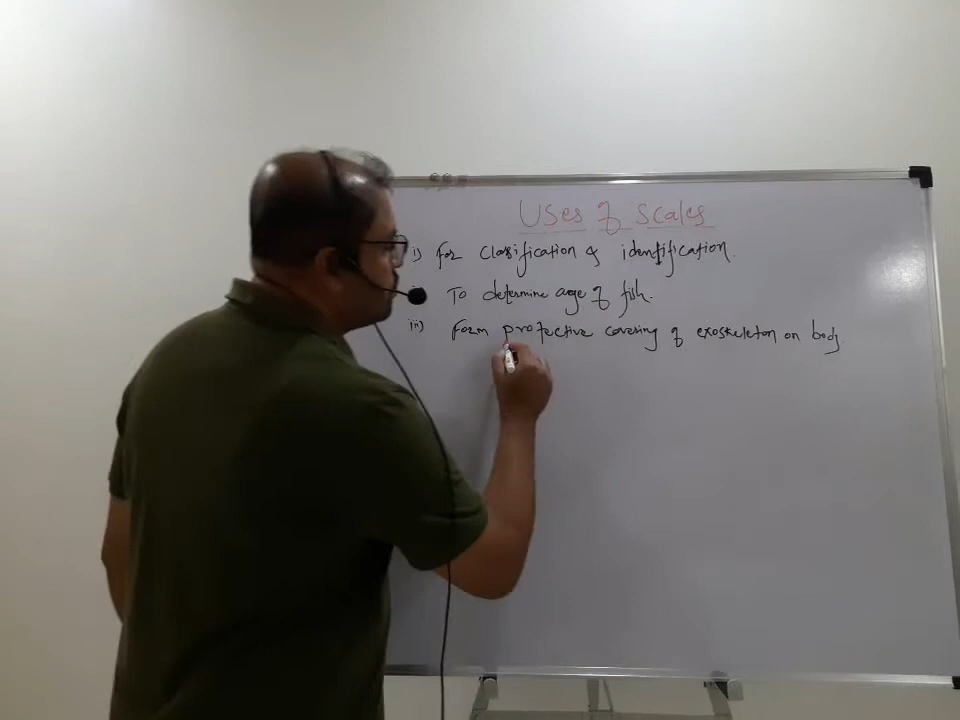 Uses of Scales
i) for classification & identification.
To determine age of fish.
iii) form protective covering of exoskeleton on body